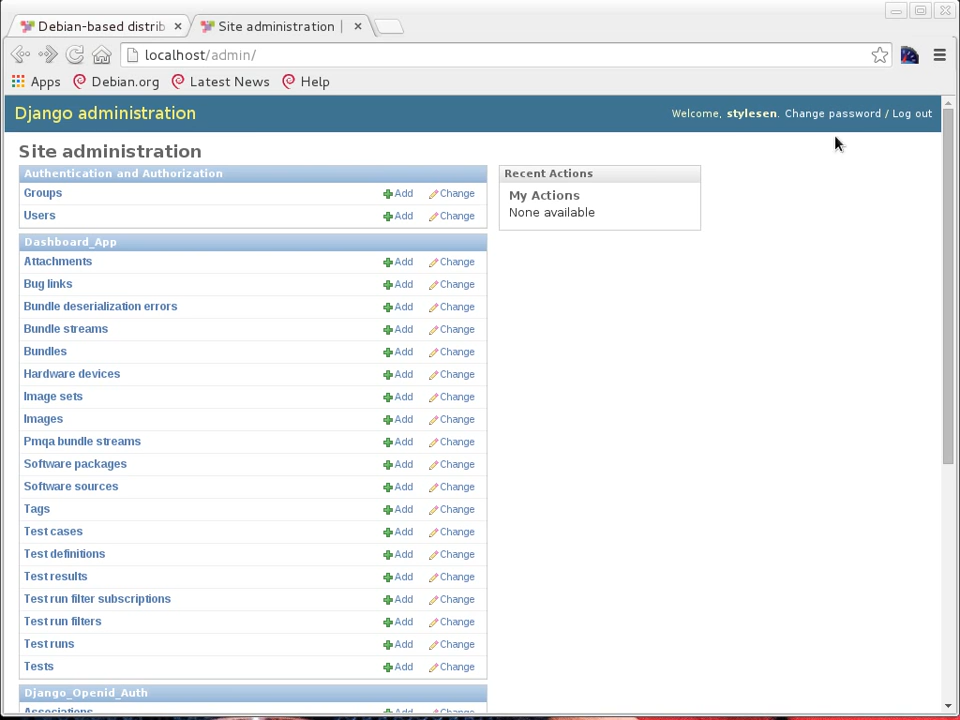 Debian-based distrib
Site administration |
localhost/admin/
Apps Debian.org Latest News Help
Django administration
Welcome, stylesen. Change password / Log out
Site administration
Authentication and Authorization
Groups Add Change
Users Add Change
Dashboard_App
Attachments Add Change
Bug links Add Change
Bundle deserialization errors Add Change
Bundle streams Add Change
Bundles Add Change
Hardware devices Add Change
Image sets Add Change
Images Add Change
Pmqa bundle streams Add Change
Software packages Add Change
Software sources Add Change
Tags Add Change
Test cases Add Change
Test definitions Add Change
Test results Add Change
Test run filter subscriptions Add Change
Test run filters Add Change
Test runs Add Change
Tests Add Change
Django_Openid_Auth
Associations Add Change
Recent Actions
My Actions
None available